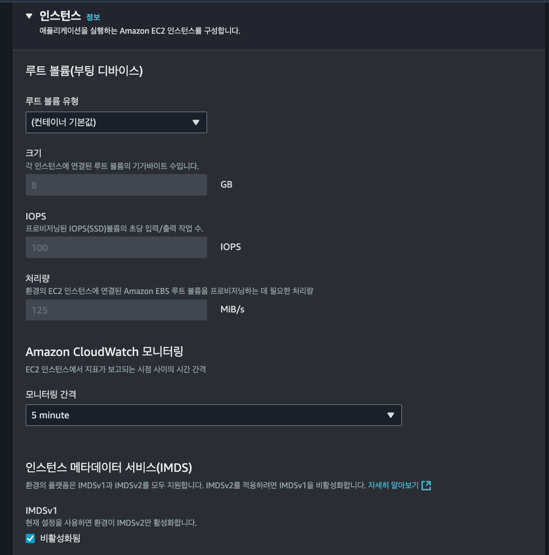 인스턴스 정보
애플리케이션을 실행하는 Amazon EC2 인스턴스를 구성합니다.
루트 볼륨(부팅 디바이스)
루트 볼륨 유형
(컨테이너 기본값)
크기
각 인스턴스에 연결된 루트 볼륨의 기가바이트 수입니다.
8 GB
IOPS
프로비저닝된 IOPS(SSD)볼륨의 초당 입력/출력 작업 수.
100 IOPS
처리량
환경의 EC2 인스턴스에 연결된 Amazon EBS 루트 볼륨을 프로비저닝하는 데 필요한 처리량
125 MiB/s
Amazon CloudWatch 모니터링
EC2 인스턴스에서 지표가 보고되는 시점 사이의 시간 간격
모니터링 간격
5 minute
인스턴스 메타데이터 서비스(IMDS)
환경의 플랫폼은 IMDSv1과 IMDSv2를 모두 지원합니다. IMDSv2를 적용하려면 IMDSv1을 비활성화합니다. 자세히 알아보기
IMDSv1
현재 설정을 사용하면 환경이 IMDSv2만 활성화합니다.
비활성화됨